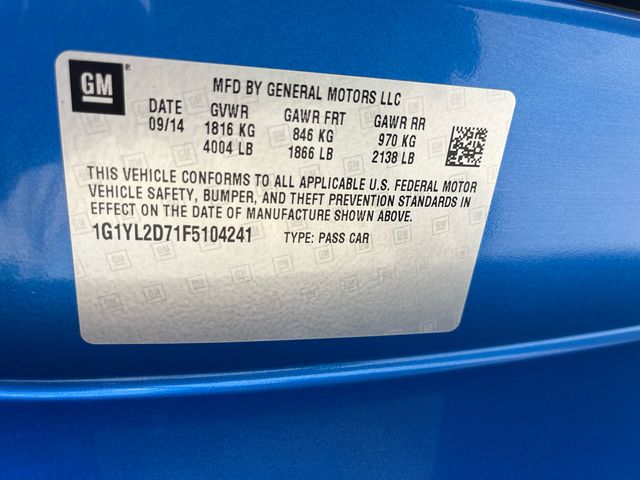 GM®
MFD BY GENERAL MOTORS LLC
DATE GVWR GAWR FRT GAWR RR
09/14 1816 KG 846 KG 970 KG
4004 LB 1866 LB 2138 LB
THIS VEHICLE CONFORMS TO ALL APPLICABLE U.S. FEDERAL MOTOR
VEHICLE SAFETY, BUMPER, AND THEFT PREVENTION STANDARDS IN
EFFECT ON THE DATE OF MANUFACTURE SHOWN ABOVE.
1G1YL2D71F5104241 TYPE: PASS CAR